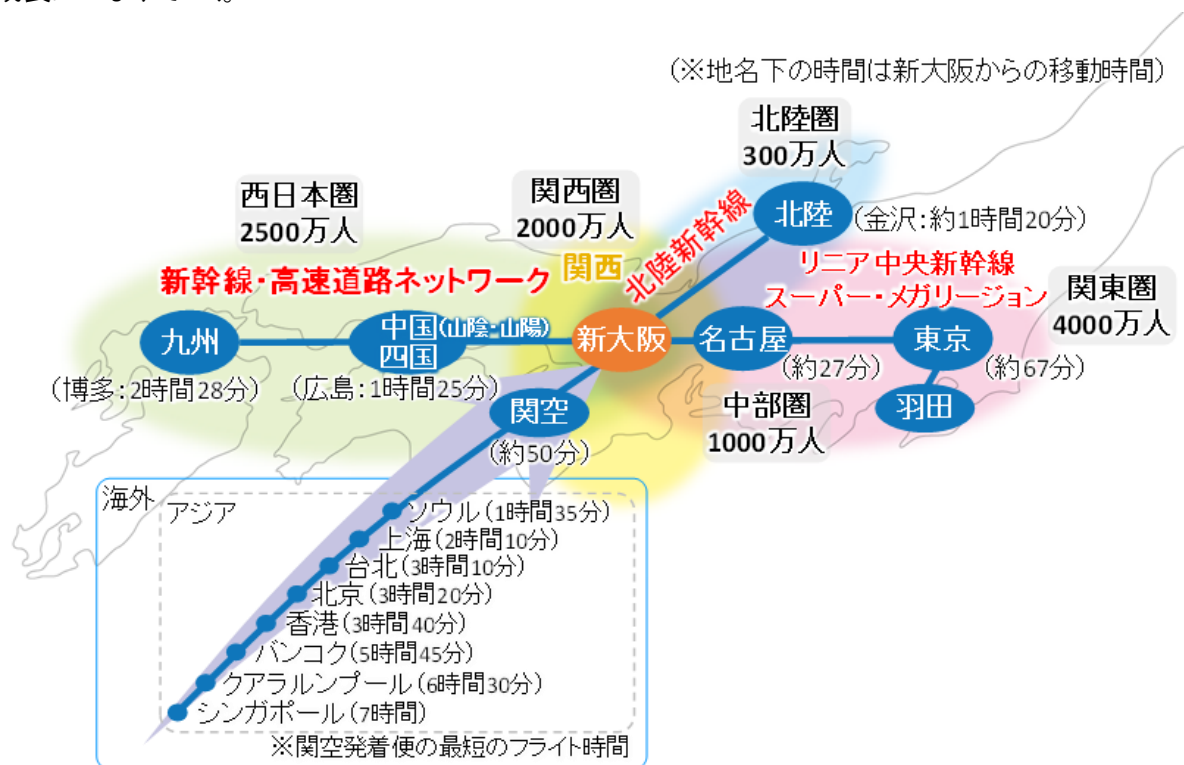 (※地名下の時間は新大阪からの移動時間)
北陸圏
300万人
西日本圏
2500万人
関西圏
2000万人
関西
北陸新幹線
北陸
(金沢:約1時間20分)
新幹線・高速道路ネットワーク
リニア中央新幹線
スーパー・メガリージョン
関東圏
4000万人
九州
(博多:2時間28分)
中国(山陰・山陽)
四国
(広島:1時間25分)
新大阪
名古屋
(約27分)
東京
(約67分)
羽田
中部圏
1000万人
関空
(約50分)
海外
アジア
ソウル(1時間35分)
上海(2時間10分)
台北(3時間10分)
北京(3時間20分)
香港(3時間40分)
バンコク(5時間45分)
クアラルンプール(6時間30分)
シンガポール(7時間)
※関空発着便の最短のフライト時間